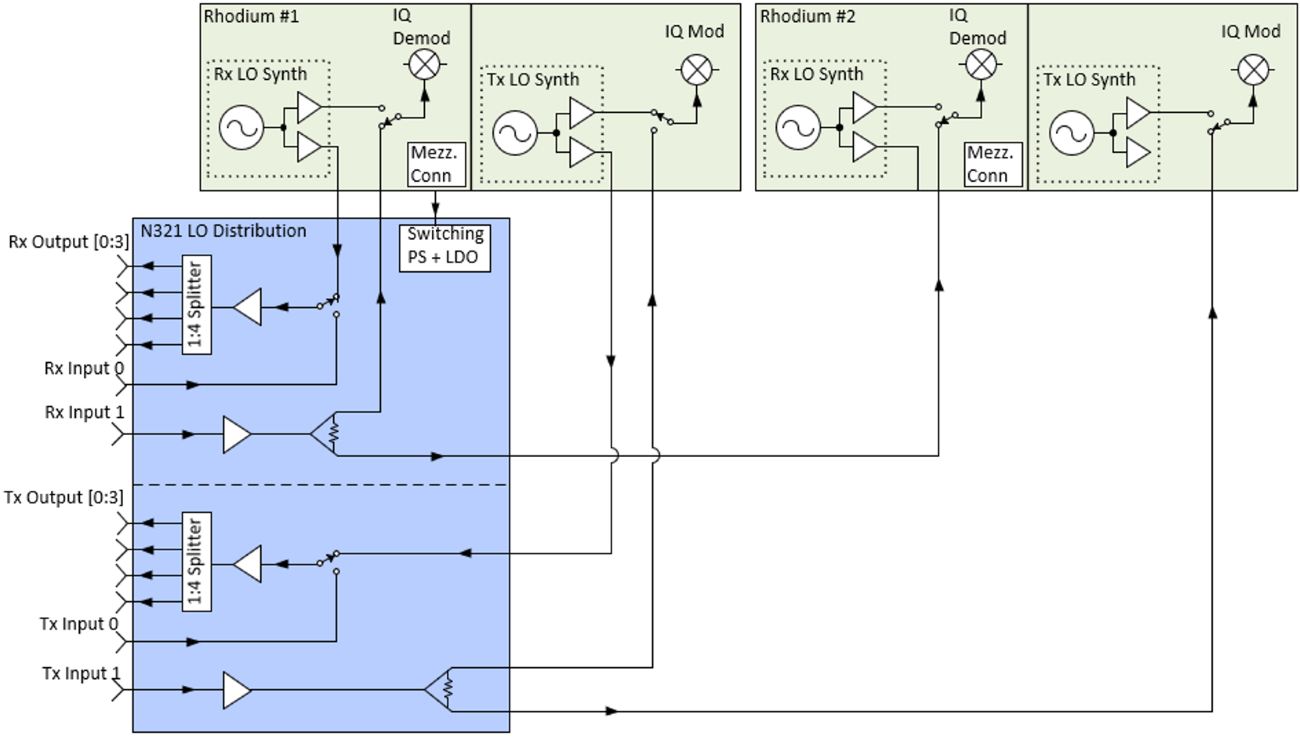 Rhodium #1
IQ
Demod
Rx LO Synth
Mezz.
Conn
IQ Mod
Tx LO Synth
Rhodium #2
IQ
Demod
Rx LO Synth
Mezz.
Conn
IQ Mod
Tx LO Synth
N321 LO Distribution
Switching
PS + LDO
Rx Output [0:3]
1:4 Splitter
Rx Input 0
Rx Input 1
Tx Output [0:3]
1:4 Splitter
Tx Input 0
Tx Input 1